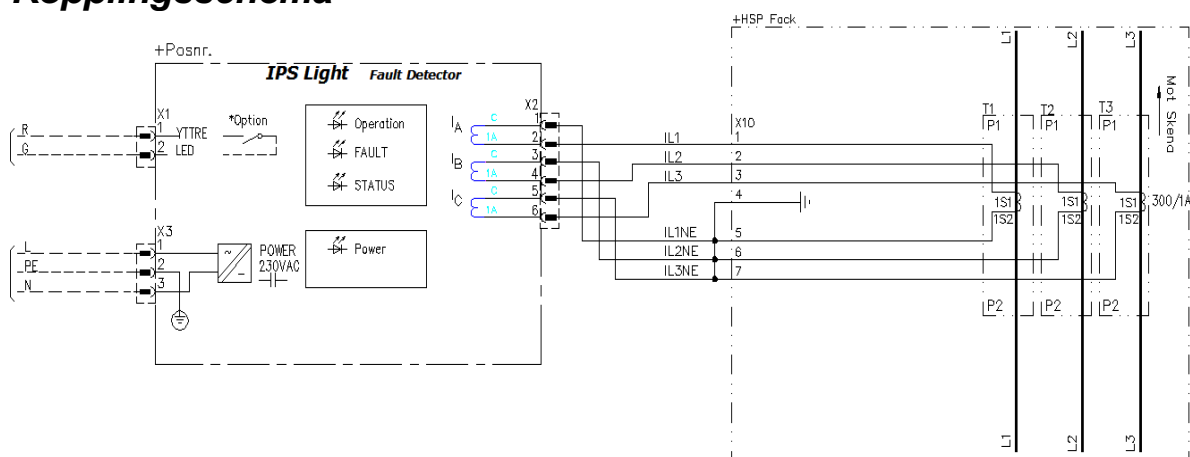 Kopplingsschema
+HSP Fack
+Posnr.
IPS Light Fault Detector
L1 L2 L3
Mot Skena
X1
R 1 YTTRE
G 2 LED
*Option
Operation
FAULT
STATUS
X2
IA C 1
1A 2
IB C 3
1A 4
IC C 5
1A 6
X10
IL1 1
IL2 2
IL3 3
4
IL1NE 5
IL2NE 6
IL3NE 7
T1 T2 T3
P1 P1 P1
1S1 1S1 1S1 300/1A
1S2 1S2 1S2
P2 P2 P2
X3
L 1
PE 2
N 3
~
–
POWER
230VAC
Power
L1 L2 L3